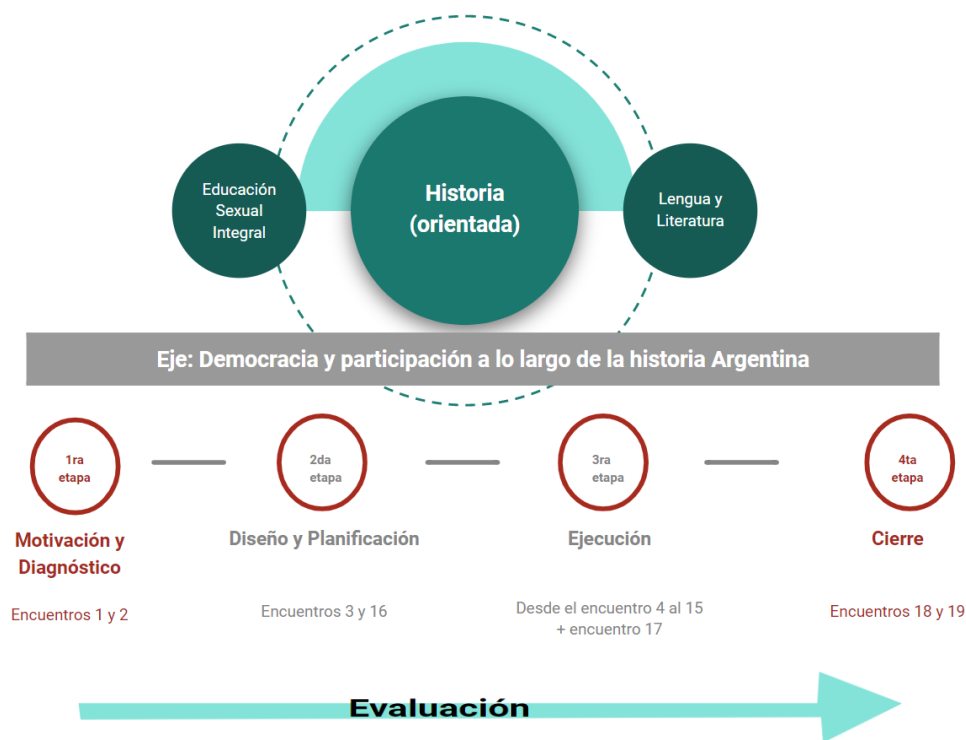 Historia
(orientada)
Educación
Sexual
Integral
Lengua y
Literatura
Eje: Democracia y participación a lo largo de la historia Argentina
1ra
etapa
2da
etapa
3ra
etapa
4ta
etapa
Motivación y
Diagnóstico
Diseño y Planificación
Ejecución
Cierre
Encuentros 1 y 2
Encuentros 3 y 16
Desde el encuentro 4 al 15
+ encuentro 17
Encuentros 18 y 19
Evaluación